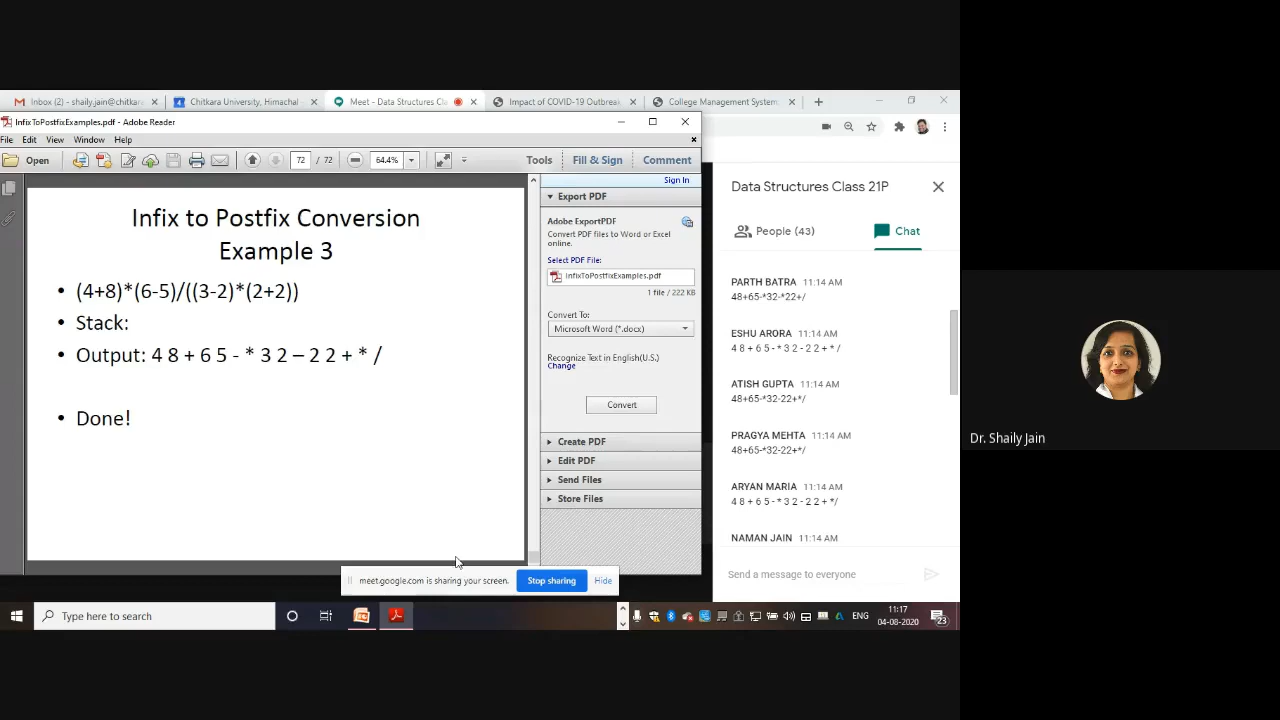 Inbox (2) - shaily.jain@chitkar
Chitkara University, Himachal
Meet - Data Structures Cla
Impact of COVID-19 Outbreak
College Management System
InfixToPostfixExamples.pdf - Adobe Reader
File Edit View Window Help
Open
72 / 72
64.4%
Tools
Fill & Sign
Comment
Sign In
Infix to Postfix Conversion
Example 3
• (4+8)*(6-5)/((3-2)*(2+2))
• Stack:
• Output: 4 8 + 6 5 - * 3 2 – 2 2 + * /
• Done!
Export PDF
Adobe ExportPDF
Convert PDF files to Word or Excel
online.
Select PDF File:
InfixToPostfixExamples.pdf
1 file / 222 KB
Convert To:
Microsoft Word (*.docx)
Recognize Text in English(U.S.)
Change
Convert
Create PDF
Edit PDF
Send Files
Store Files
meet.google.com is sharing your screen.
Stop sharing
Hide
Data Structures Class 21P
People (43)
Chat
PARTH BATRA 11:14 AM
48+65-*32-*22+/
ESHU ARORA 11:14 AM
4 8 + 6 5 - * 3 2 – 2 2 + * /
ATISH GUPTA 11:14 AM
48+65-*32-22+*/
PRAGYA MEHTA 11:14 AM
48+65-*32-22+*/
ARYAN MARIA 11:14 AM
4 8 + 6 5 - * 3 2 - 2 2 + */
NAMAN JAIN 11:14 AM
Send a message to everyone
Dr. Shaily Jain
Type here to search
ENG
11:17
04-08-2020
23